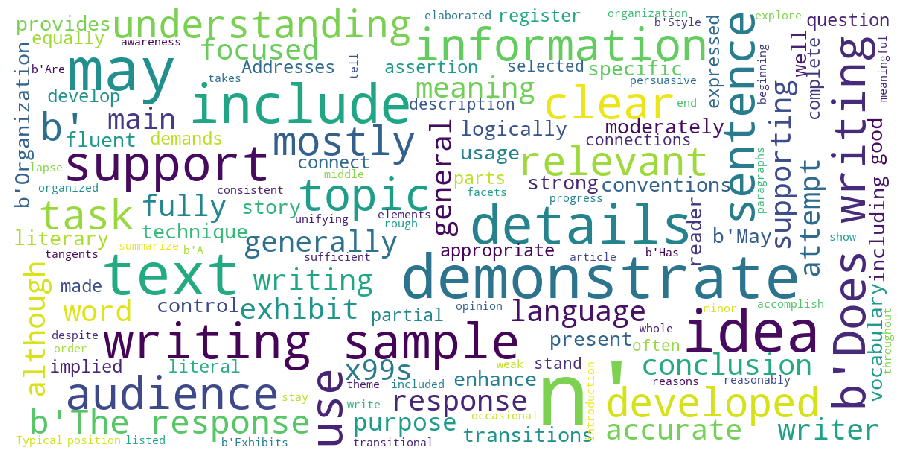 provides
understanding
elaborated
register
organization
explore
equally
awareness
focused
information
question
b'Are
takes
Addresses
assertion
selected
specific
persuasive
tell
develop
may
include
meaning
description
clear
expressed
b'Style
beginning
well
complete
meaningful
b'Organization
b'
main
mostly
logically
moderately
connections
sentence
supporting
b'Does writing
good
fluent
demands
connect
usage
relevant
lapse
support
middle
parts
strong
conventions
general
organized
consistent
topic
facets
progress
paragraphs
attempt
including
task
fully
story
unifying
elements
details
reader
technique
rough
literary
summarize
b'A
generally
sufficient
appropriate
article
b'Has
b'May
show
tangents
text
writing
demonstrate
vocabulary
throughout
although
made
control
exhibit
partial
opinion
whole
often
minor
accomplish
word
language
present
idea
despite
order
writing sample
implied
literal
x99s
enhance
weak
stand
reasons
reasonably
conclusion
theme
included
audience
use
stay
write
response
n'
introduction
developed
b'The response
purpose
occasional
accurate
writer
Typical
position
listed
b'Exhibits
transitional
transitions
end